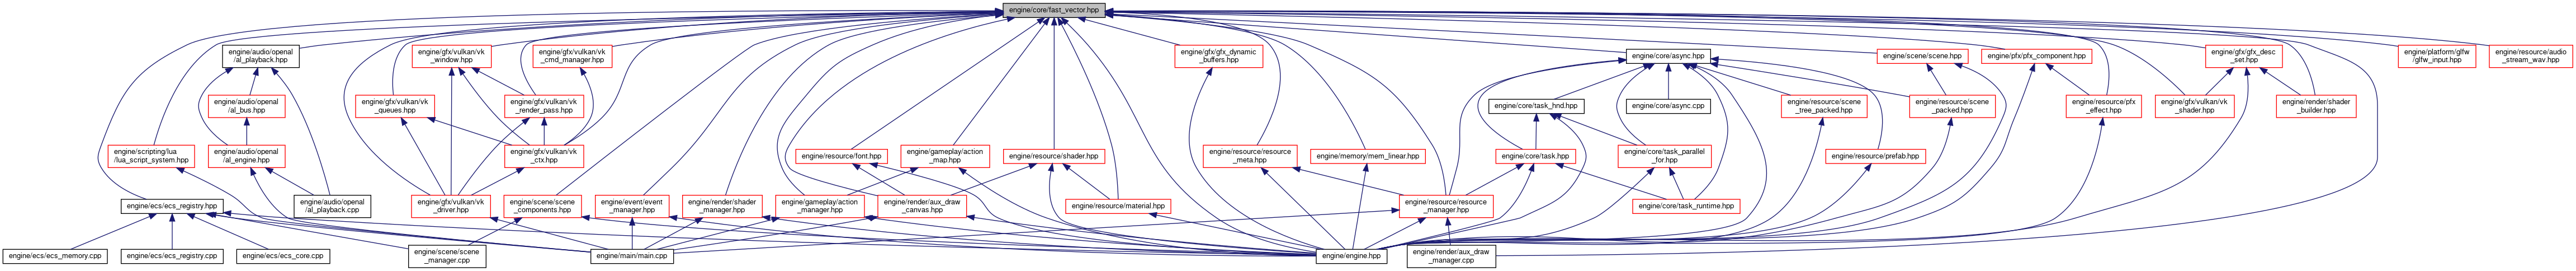 engine/core/fast_vector.hpp
engine/audio/openal
/al_playback.hpp
engine/gfx/vulkan/vk
_window.hpp
engine/gfx/vulkan/vk
_cmd_manager.hpp
engine/gfx/gfx_dynamic
_buffers.hpp
engine/core/async.hpp
engine/scene/scene.hpp
engine/pfx/pfx_component.hpp
engine/gfx/gfx_desc
_set.hpp
engine/platform/glfw
/glfw_input.hpp
engine/resource/audio
_stream_wav.hpp
engine/audio/openal
/al_bus.hpp
engine/gfx/vulkan/vk
_queues.hpp
engine/gfx/vulkan/vk
_render_pass.hpp
engine/core/task_hnd.hpp
engine/core/async.cpp
engine/resource/scene
_tree_packed.hpp
engine/resource/scene
_packed.hpp
engine/resource/pfx
_effect.hpp
engine/gfx/vulkan/vk
_shader.hpp
engine/render/shader
_builder.hpp
engine/scripting/lua
/lua_script_system.hpp
engine/audio/openal
/al_engine.hpp
engine/gfx/vulkan/vk
_ctx.hpp
engine/resource/font.hpp
engine/gameplay/action
_map.hpp
engine/resource/shader.hpp
engine/resource/resource
_meta.hpp
engine/memory/mem_linear.hpp
engine/core/task.hpp
engine/core/task_parallel
_for.hpp
engine/resource/prefab.hpp
engine/ecs/ecs_registry.hpp
engine/audio/openal
/al_playback.cpp
engine/gfx/vulkan/vk
_driver.hpp
engine/scene/scene
_components.hpp
engine/event/event
_manager.hpp
engine/render/shader
_manager.hpp
engine/gameplay/action
_manager.hpp
engine/render/aux_draw
_canvas.hpp
engine/resource/material.hpp
engine/resource/resource
_manager.hpp
engine/core/task_runtime.hpp
engine/ecs/ecs_memory.cpp
engine/ecs/ecs_registry.cpp
engine/ecs/ecs_core.cpp
engine/scene/scene
_manager.cpp
engine/main/main.cpp
engine/engine.hpp
engine/render/aux_draw
_manager.cpp